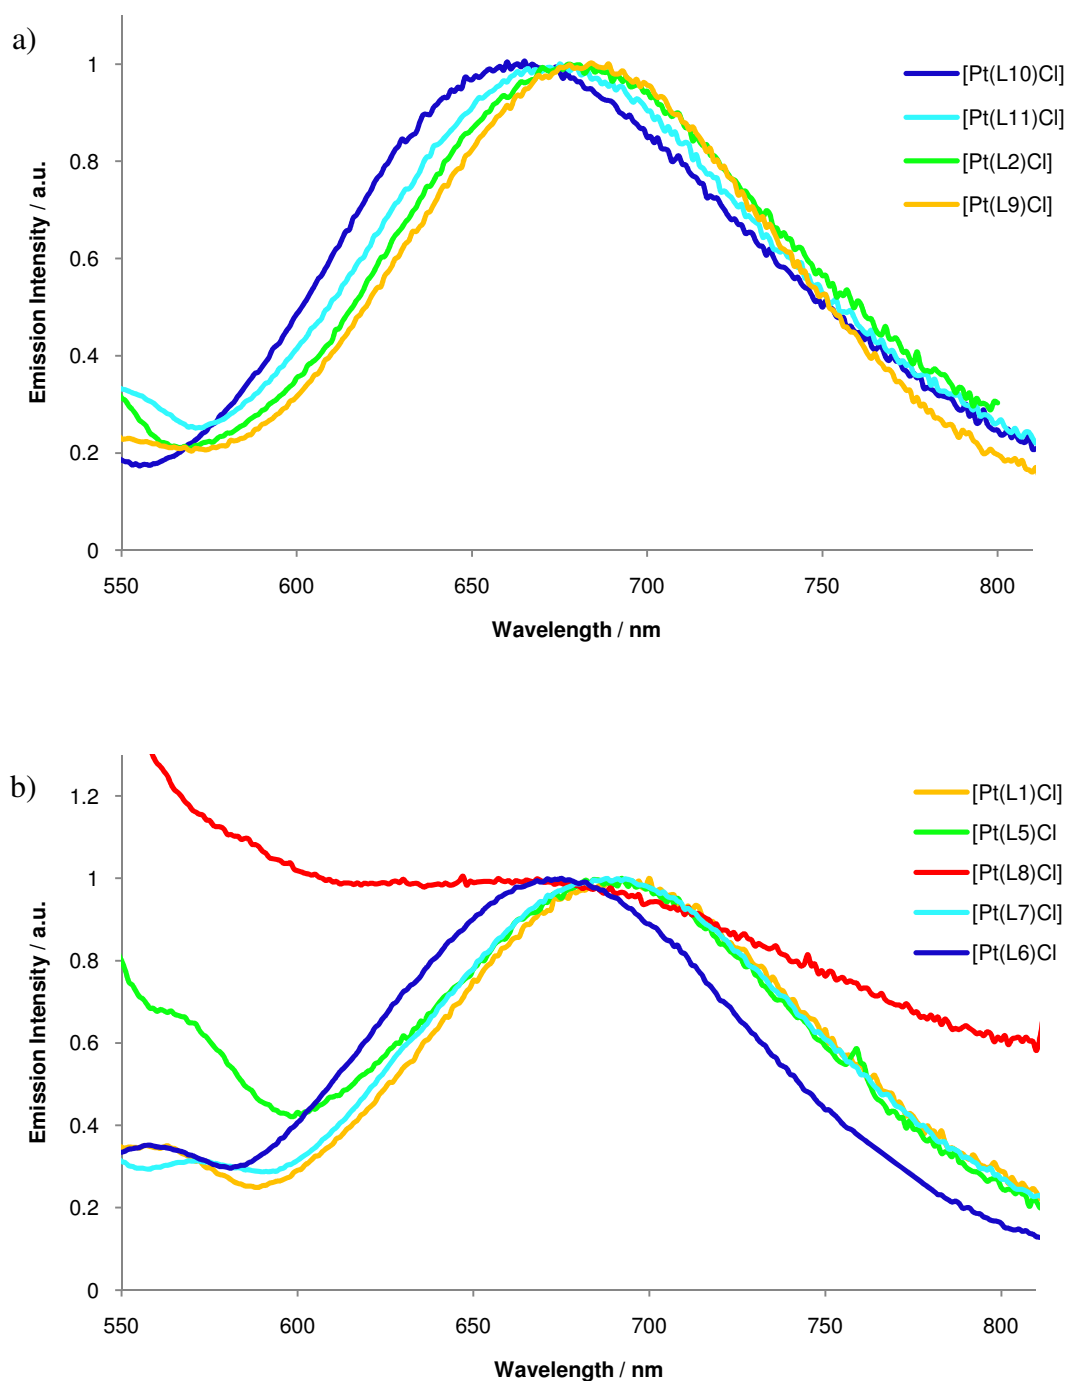 a)
[Pt(L10)Cl]
[Pt(L11)Cl]
[Pt(L2)Cl]
[Pt(L9)Cl]
1
0.8
0.6
0.4
0.2
0
Emission Intensity / a.u.
550 600 650 700 750 800
Wavelength / nm
b)
[Pt(L1)Cl]
[Pt(L5)Cl
[Pt(L8)Cl]
[Pt(L7)Cl]
[Pt(L6)Cl
1.2
1
0.8
0.6
0.4
0.2
0
Emission Intensity / a.u.
550 600 650 700 750 800
Wavelength / nm